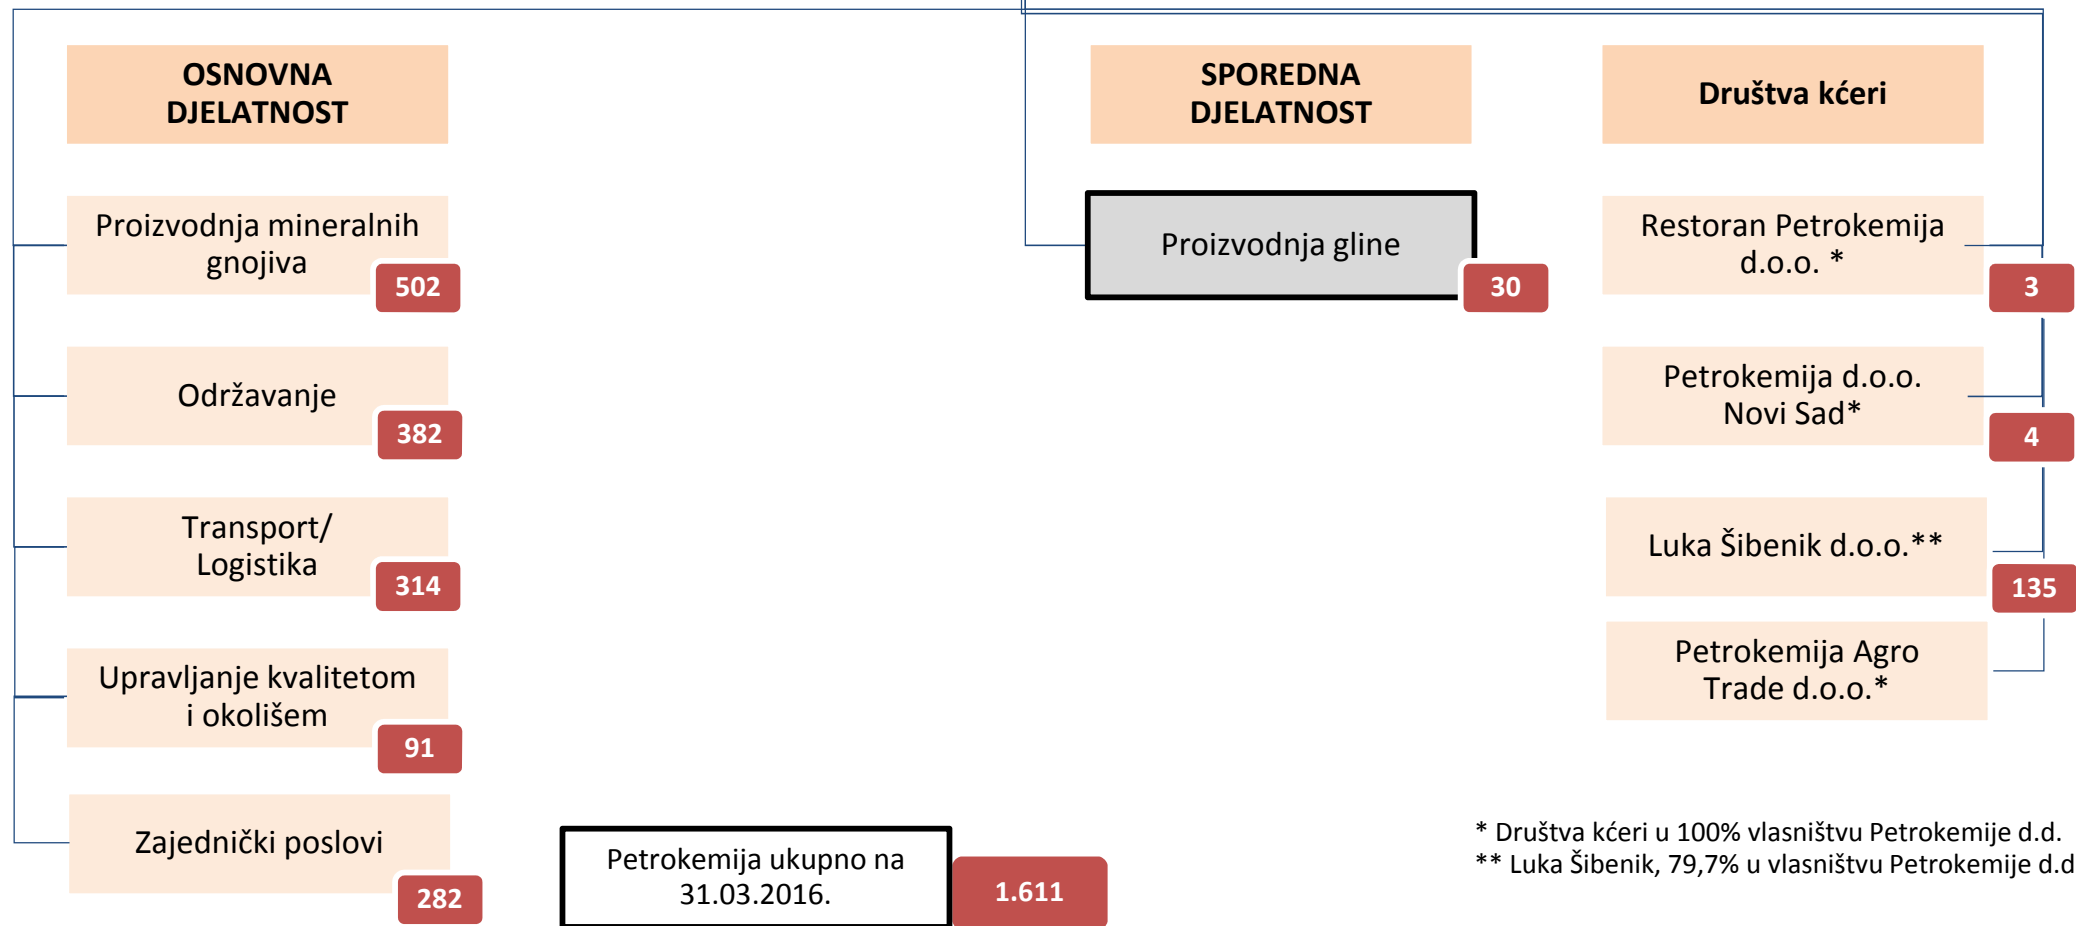 OSNOVNA
DJELATNOST
Proizvodnja mineralnih
gnojiva
502
Održavanje
382
Transport/
Logistika
314
Upravljanje kvalitetom
i okolišem
91
Zajednički poslovi
282
Petrokemija ukupno na
31.03.2016.
1.611
SPOREDNA
DJELATNOST
Proizvodnja gline
30
Društva kćeri
Restoran Petrokemija
d.o.o. *
3
Petrokemija d.o.o.
Novi Sad*
4
Luka Šibenik d.o.o.**
135
Petrokemija Agro
Trade d.o.o.*
* Društva kćeri u 100% vlasništvu Petrokemije d.d.
** Luka Šibenik, 79,7% u vlasništvu Petrokemije d.d